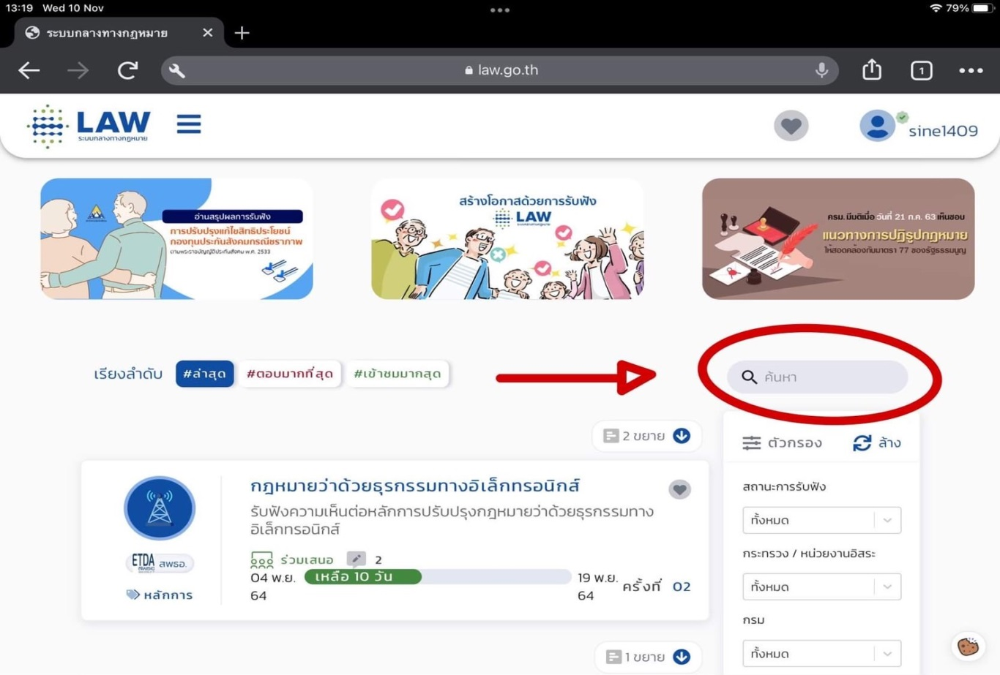 13:19 Wed 10 Nov
79%
ระบบกลางทางกฎหมาย
law.go.th
1
LAW
ระบบกลางทางกฎหมาย
sine1409
อ่านสรุปผลการรับฟัง
การปรับปรุงแก้ไขสิทธิประโยชน์
กองทุนประกันสังคมกรณีชราภาพ
ตามพระราชบัญญัติประกันสังคม พ.ศ. 2533
สร้างโอกาสด้วยการรับฟัง
LAW
ครม. มีมติเมื่อ วันที่ 21 ก.ค. 63 เห็นชอบ
แนวทางการปฏิรูปกฎหมาย
ให้สอดคล้องกับมาตรา 77 ของรัฐธรรมนูญ
เรียงลำดับ #ล่าสุด #ตอบมากที่สุด #เข้าชมมากสุด
ค้นหา
2 ขยาย
ตัวกรอง ล้าง
กฎหมายว่าด้วยธุรกรรมทางอิเล็กทรอนิกส์
รับฟังความเห็นต่อหลักการปรับปรุงกฎหมายว่าด้วยธุรกรรมทาง
อิเล็กทรอนิกส์
ETDA สพธอ.
หลักการ
ร่วมเสนอ 2
04 พ.ย. 64
เหลือ 10 วัน
19 พ.ย. 64
ครั้งที่ 02
สถานะการรับฟัง
ทั้งหมด
กระทรวง / หน่วยงานอิสระ
ทั้งหมด
กรม
ทั้งหมด
1 ขยาย